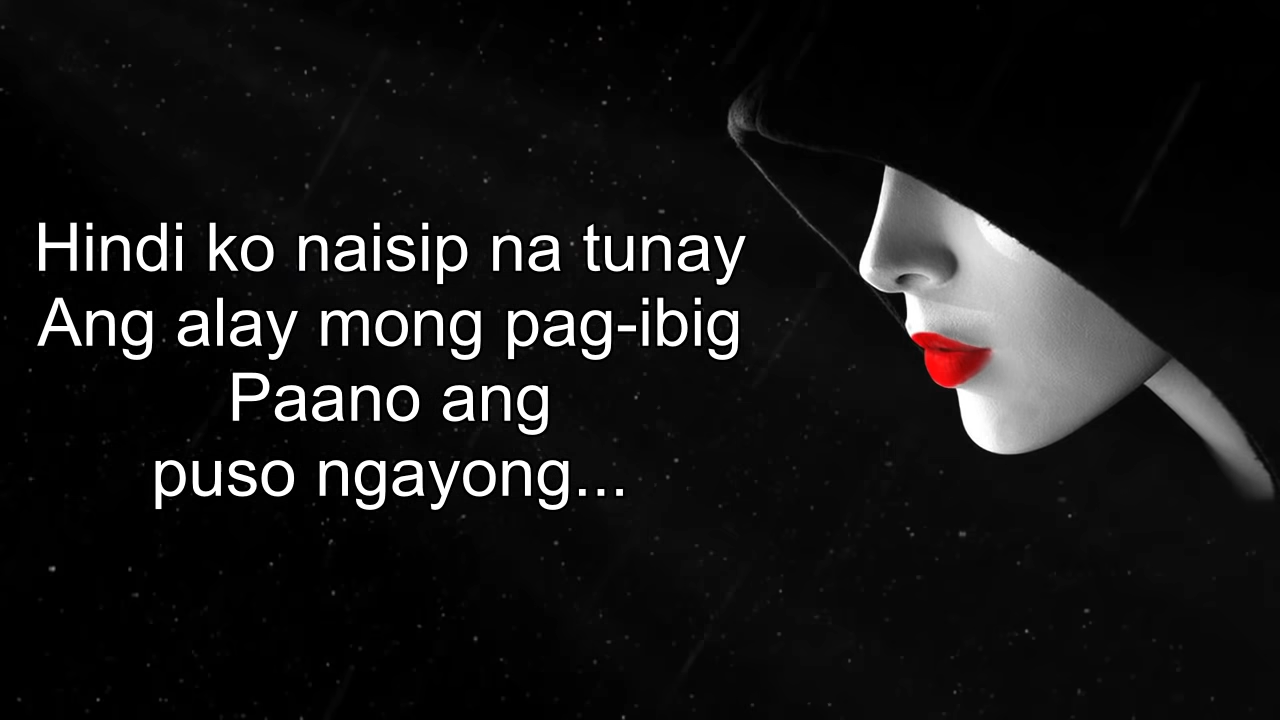 Hindi ko naisip na tunay
Ang alay mong pag-ibig
Paano ang
puso ngayong...